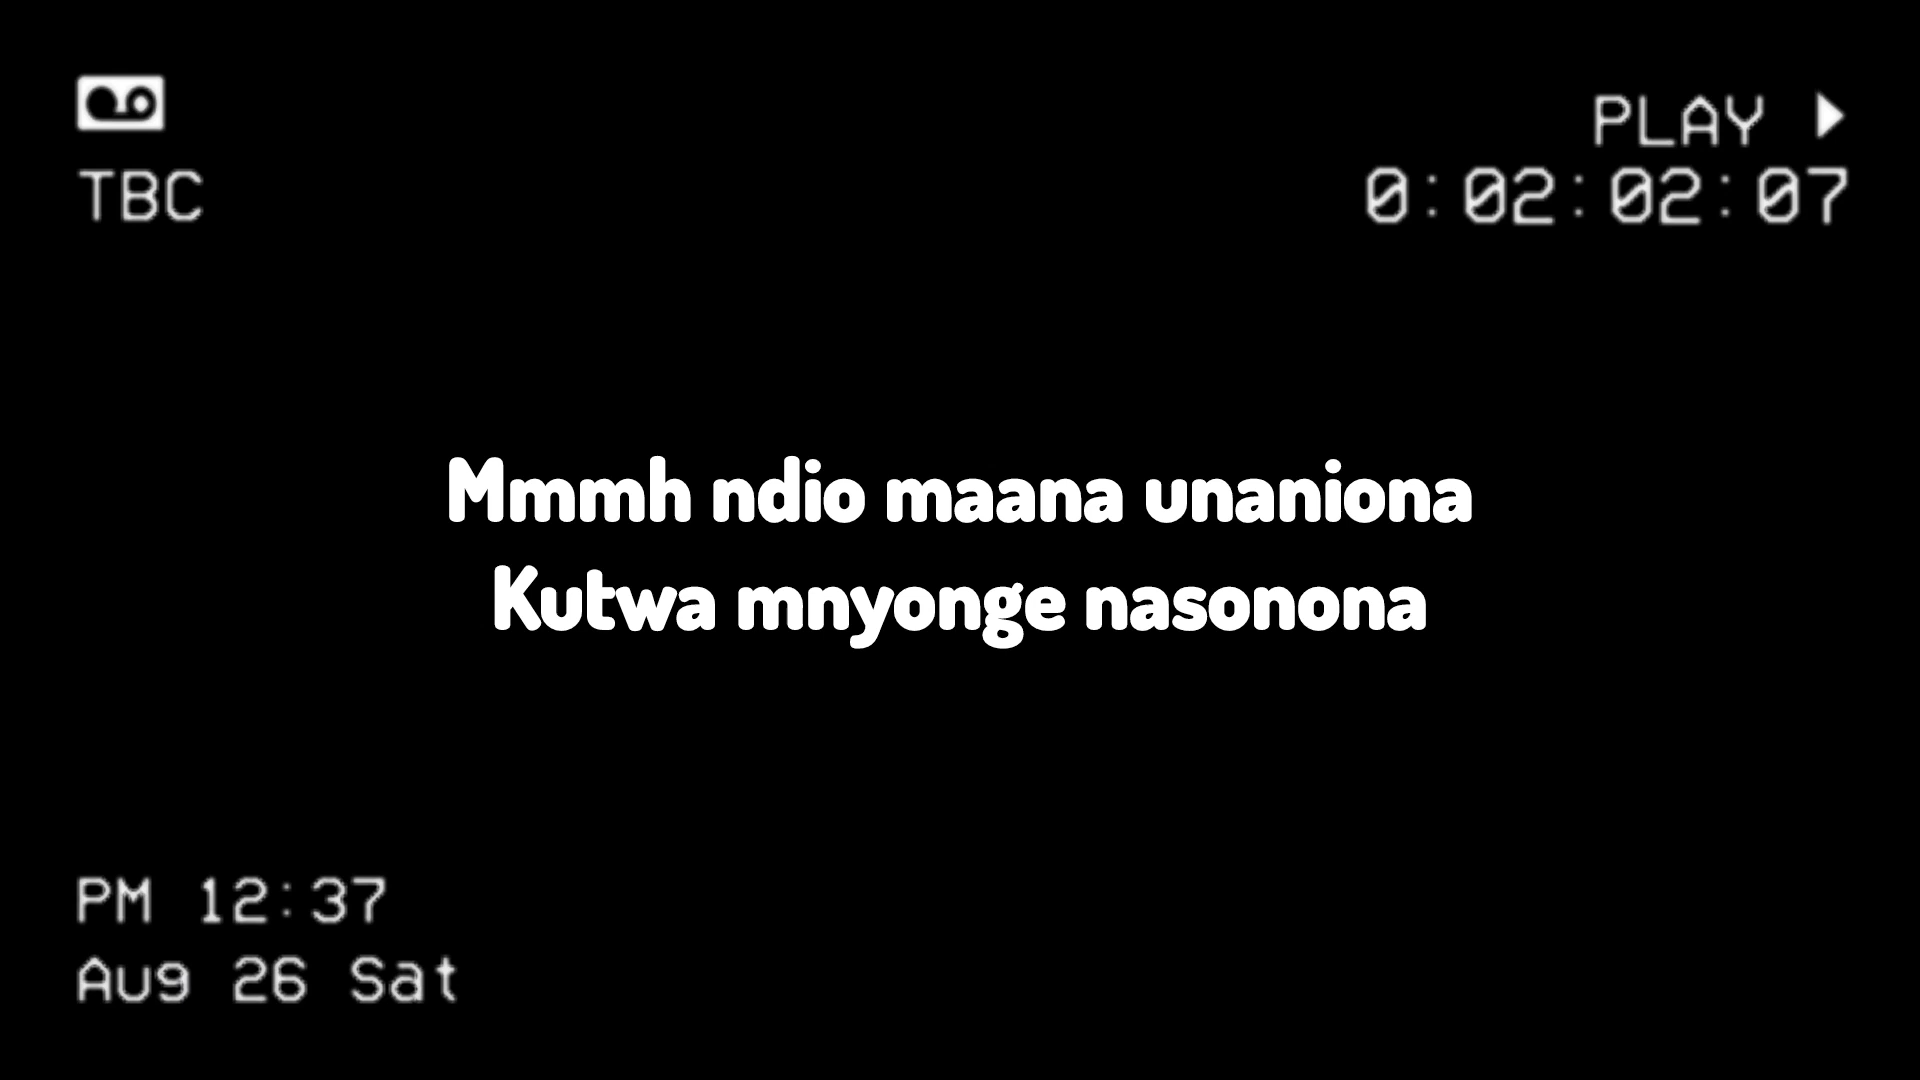 TBC
PLAY
0:02:02:07
Mmmh ndio maana unaniona
Kutwa mnyonge nasonona
PM 12:37
Aug 26 Sat